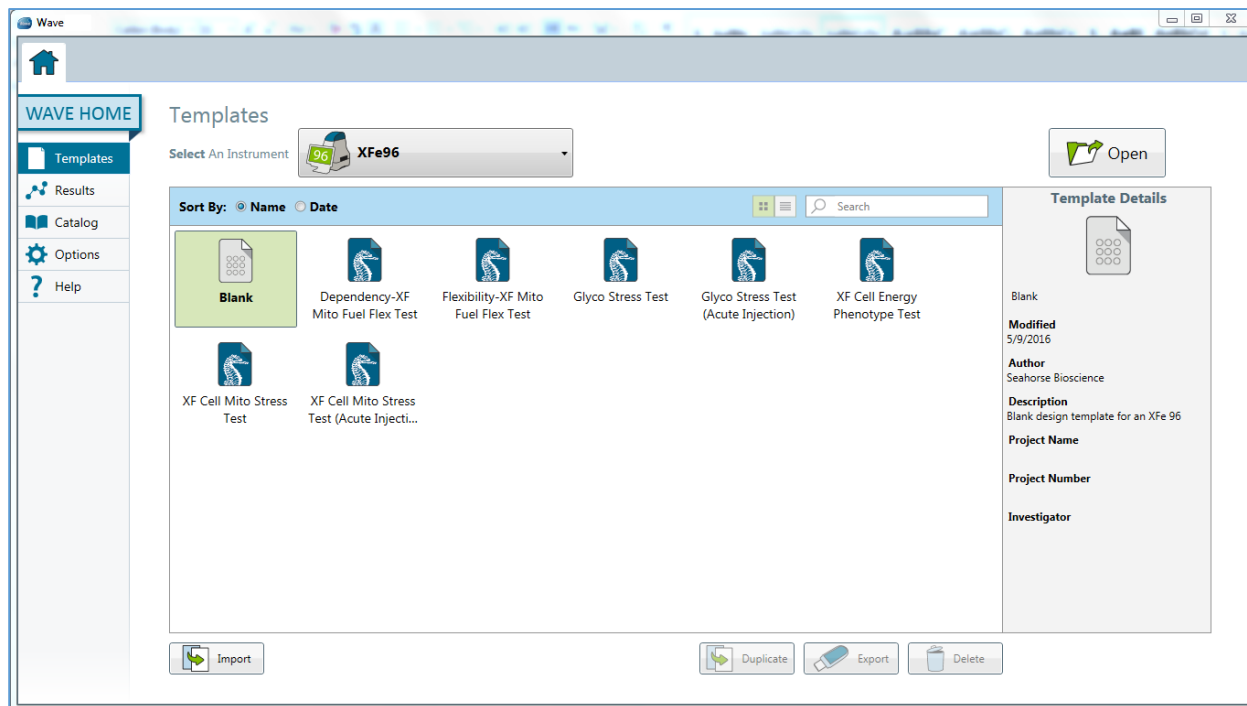 Wave
WAVE HOME
Templates
Results
Catalog
Options
Help
Templates
Select An Instrument
96
XFe96
Open
Sort By: Name Date
Search
Blank
Dependency-XF
Mito Fuel Flex Test
Flexibility-XF Mito
Fuel Flex Test
Glyco Stress Test
Glyco Stress Test
(Acute Injection)
XF Cell Energy
Phenotype Test
XF Cell Mito Stress
Test
XF Cell Mito Stress
Test (Acute Injecti...
Template Details
Blank
Modified
5/9/2016
Author
Seahorse Bioscience
Description
Blank design template for an XFe 96
Project Name
Project Number
Investigator
Import
Duplicate
Export
Delete